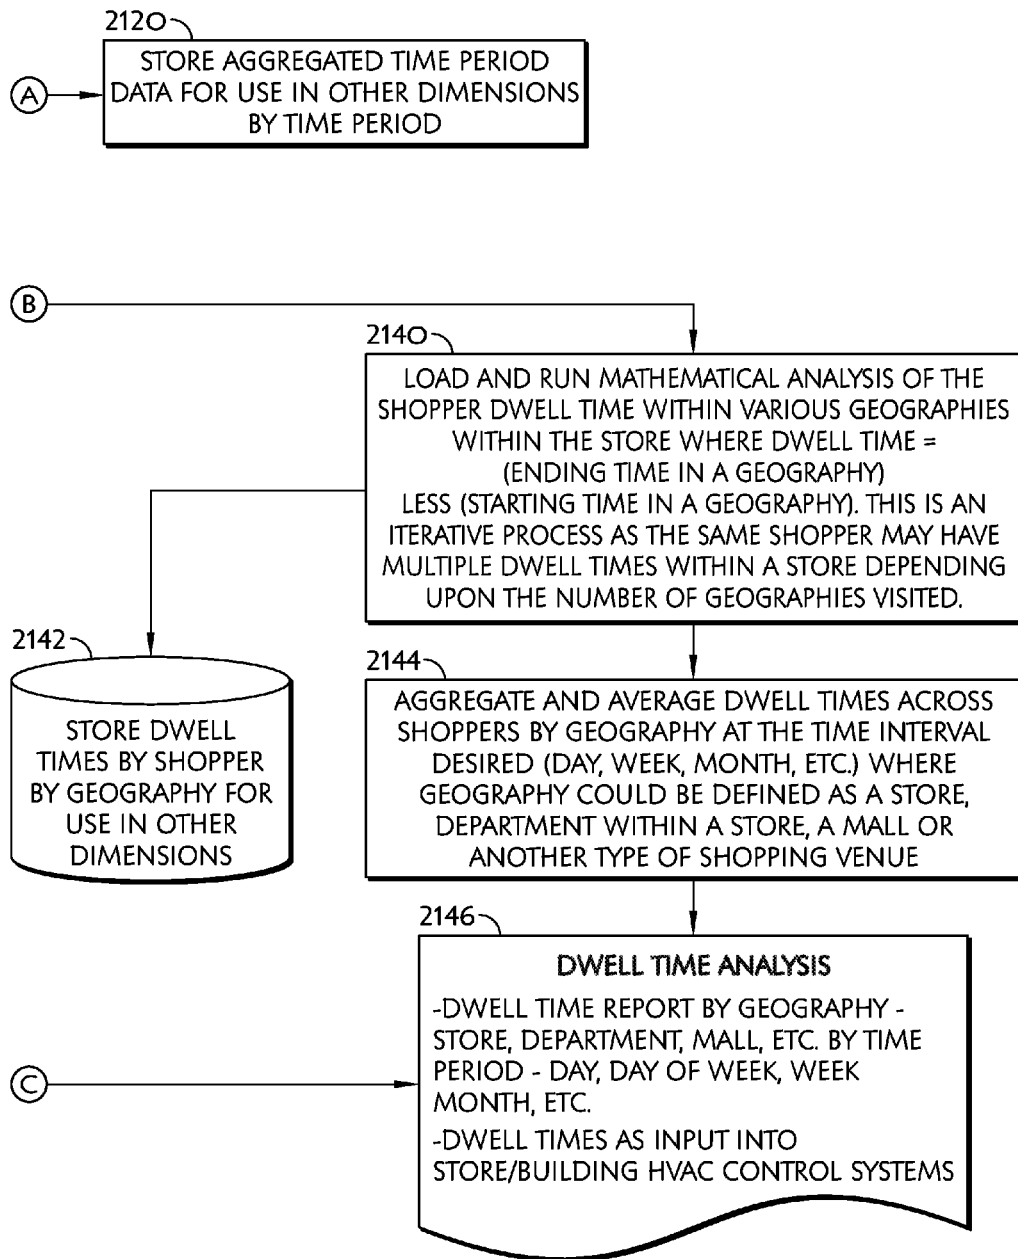 2120
STORE AGGREGATED TIME PERIOD
DATA FOR USE IN OTHER DIMENSIONS
BY TIME PERIOD
A
B
2140
LOAD AND RUN MATHEMATICAL ANALYSIS OF THE
SHOPPER DWELL TIME WITHIN VARIOUS GEOGRAPHIES
WITHIN THE STORE WHERE DWELL TIME =
(ENDING TIME IN A GEOGRAPHY)
LESS (STARTING TIME IN A GEOGRAPHY). THIS IS AN
ITERATIVE PROCESS AS THE SAME SHOPPER MAY HAVE
MULTIPLE DWELL TIMES WITHIN A STORE DEPENDING
UPON THE NUMBER OF GEOGRAPHIES VISITED.
2142
STORE DWELL
TIMES BY SHOPPER
BY GEOGRAPHY FOR
USE IN OTHER
DIMENSIONS
2144
AGGREGATE AND AVERAGE DWELL TIMES ACROSS
SHOPPERS BY GEOGRAPHY AT THE TIME INTERVAL
DESIRED (DAY, WEEK, MONTH, ETC.) WHERE
GEOGRAPHY COULD BE DEFINED AS A STORE,
DEPARTMENT WITHIN A STORE, A MALL OR
ANOTHER TYPE OF SHOPPING VENUE
2146
DWELL TIME ANALYSIS
-DWELL TIME REPORT BY GEOGRAPHY -
STORE, DEPARTMENT, MALL, ETC. BY TIME
PERIOD - DAY, DAY OF WEEK, WEEK
MONTH, ETC.
-DWELL TIMES AS INPUT INTO
STORE/BUILDING HVAC CONTROL SYSTEMS
C